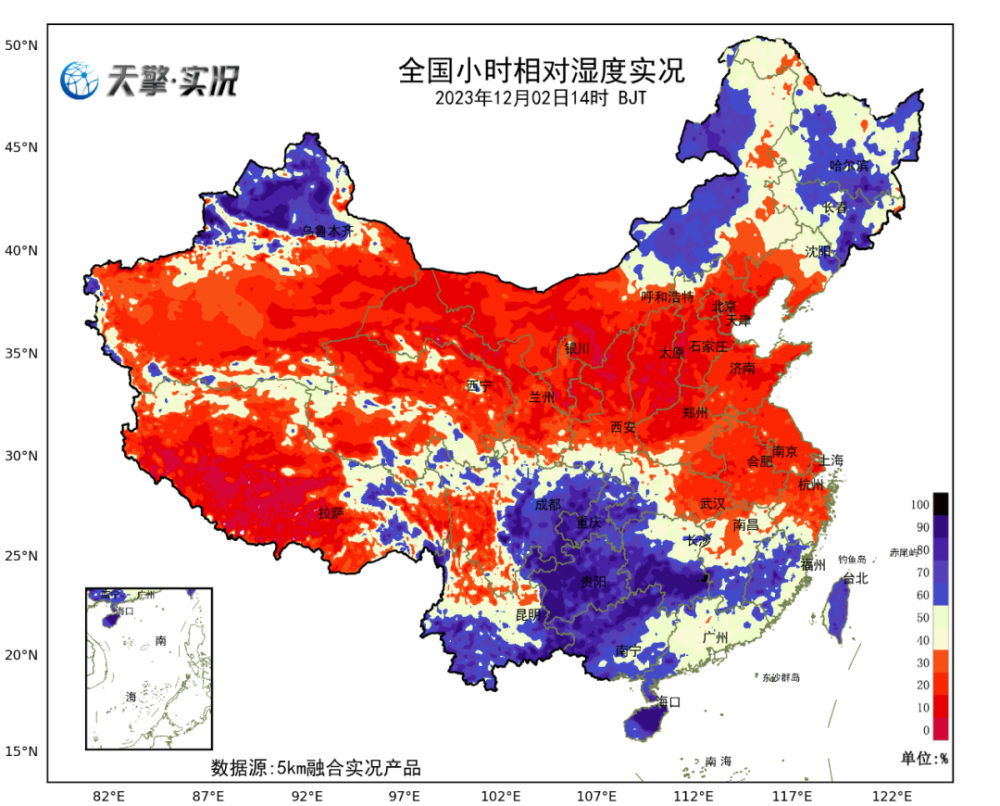 天擎·实况
全国小时相对湿度实况
2023年12月02日14时 BJT
50°N
45°N
40°N
35°N
30°N
25°N
20°N
15°N
哈尔滨
长春
乌鲁木齐
沈阳
呼和浩特
北京
天津
银川
太原
石家庄
济南
西宁
兰州
郑州
西安
南京
合肥
上海
杭州
成都
武汉
拉萨
重庆
南昌
长沙
福州
钓鱼岛
赤尾屿
台北
贵阳
昆明
广州
南宁
东沙群岛
海口
南海
南宁
广州
海口
南
海
100
90
80
70
60
50
40
30
20
10
0
单位:%
数据源:5km融合实况产品
82°E
87°E
92°E
97°E
102°E
107°E
112°E
117°E
122°E